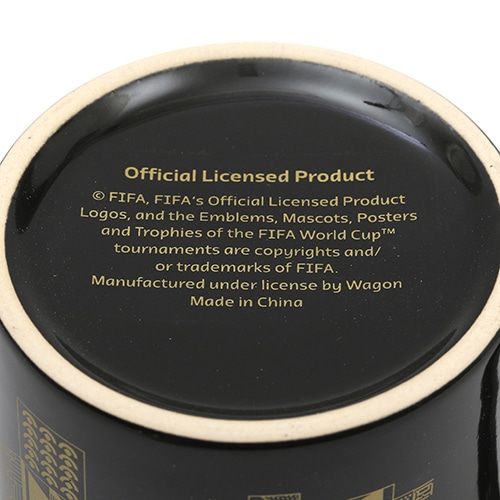 Official Licensed Product
© FIFA, FIFA's Official Licensed Product
Logos, and the Emblems, Mascots, Posters
and Trophies of the FIFA World Cup™
tournaments are copyrights and/
or trademarks of FIFA.
Manufactured under license by Wagon
Made in China